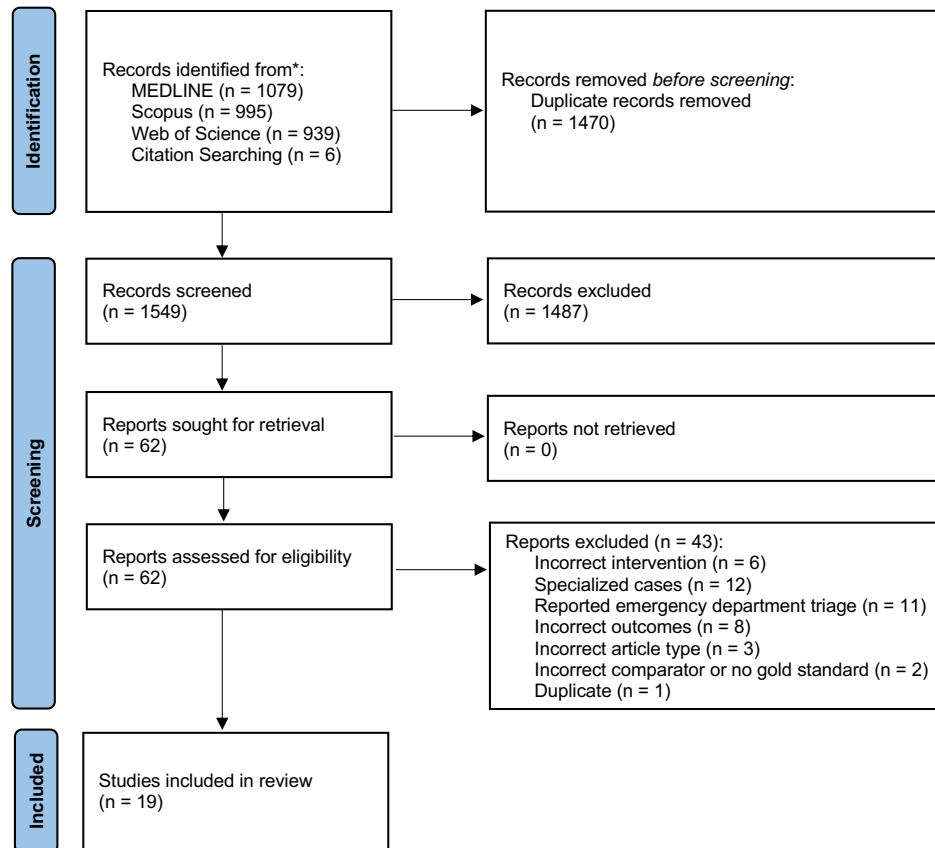 Identification
Records identified from*:
MEDLINE (n = 1079)
Scopus (n = 995)
Web of Science (n = 939)
Citation Searching (n = 6)
Records removed before screening:
Duplicate records removed
(n = 1470)
Screening
Records screened
(n = 1549)
Records excluded
(n = 1487)
Reports sought for retrieval
(n = 62)
Reports not retrieved
(n = 0)
Reports assessed for eligibility
(n = 62)
Reports excluded (n = 43):
Incorrect intervention (n = 6)
Specialized cases (n = 12)
Reported emergency department triage (n = 11)
Incorrect outcomes (n = 8)
Incorrect article type (n = 3)
Incorrect comparator or no gold standard (n = 2)
Duplicate (n = 1)
Included
Studies included in review
(n = 19)